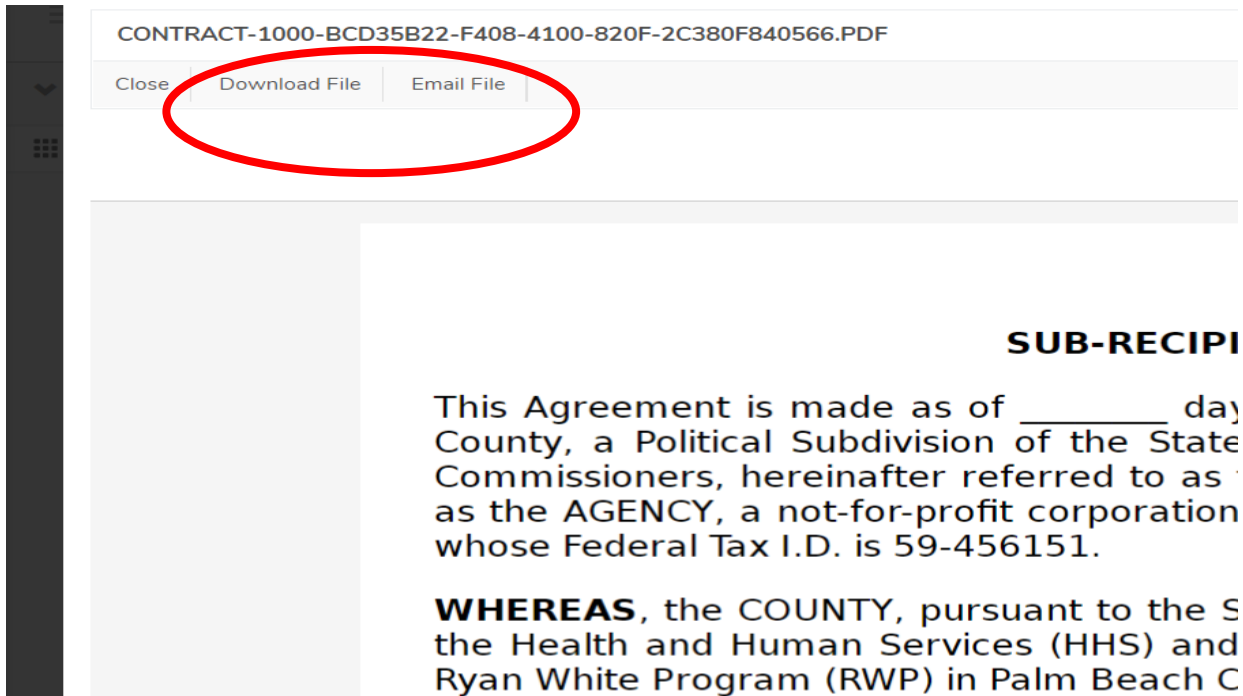 CONTRACT-1000-BCD35B22-F408-4100-820F-2C380F840566.PDF
Close Download File Email File
SUB-RECIPI
This Agreement is made as of ________ day
County, a Political Subdivision of the State
Commissioners, hereinafter referred to as
as the AGENCY, a not-for-profit corporation
whose Federal Tax I.D. is 59-456151.
WHEREAS, the COUNTY, pursuant to the S
the Health and Human Services (HHS) and
Ryan White Program (RWP) in Palm Beach C